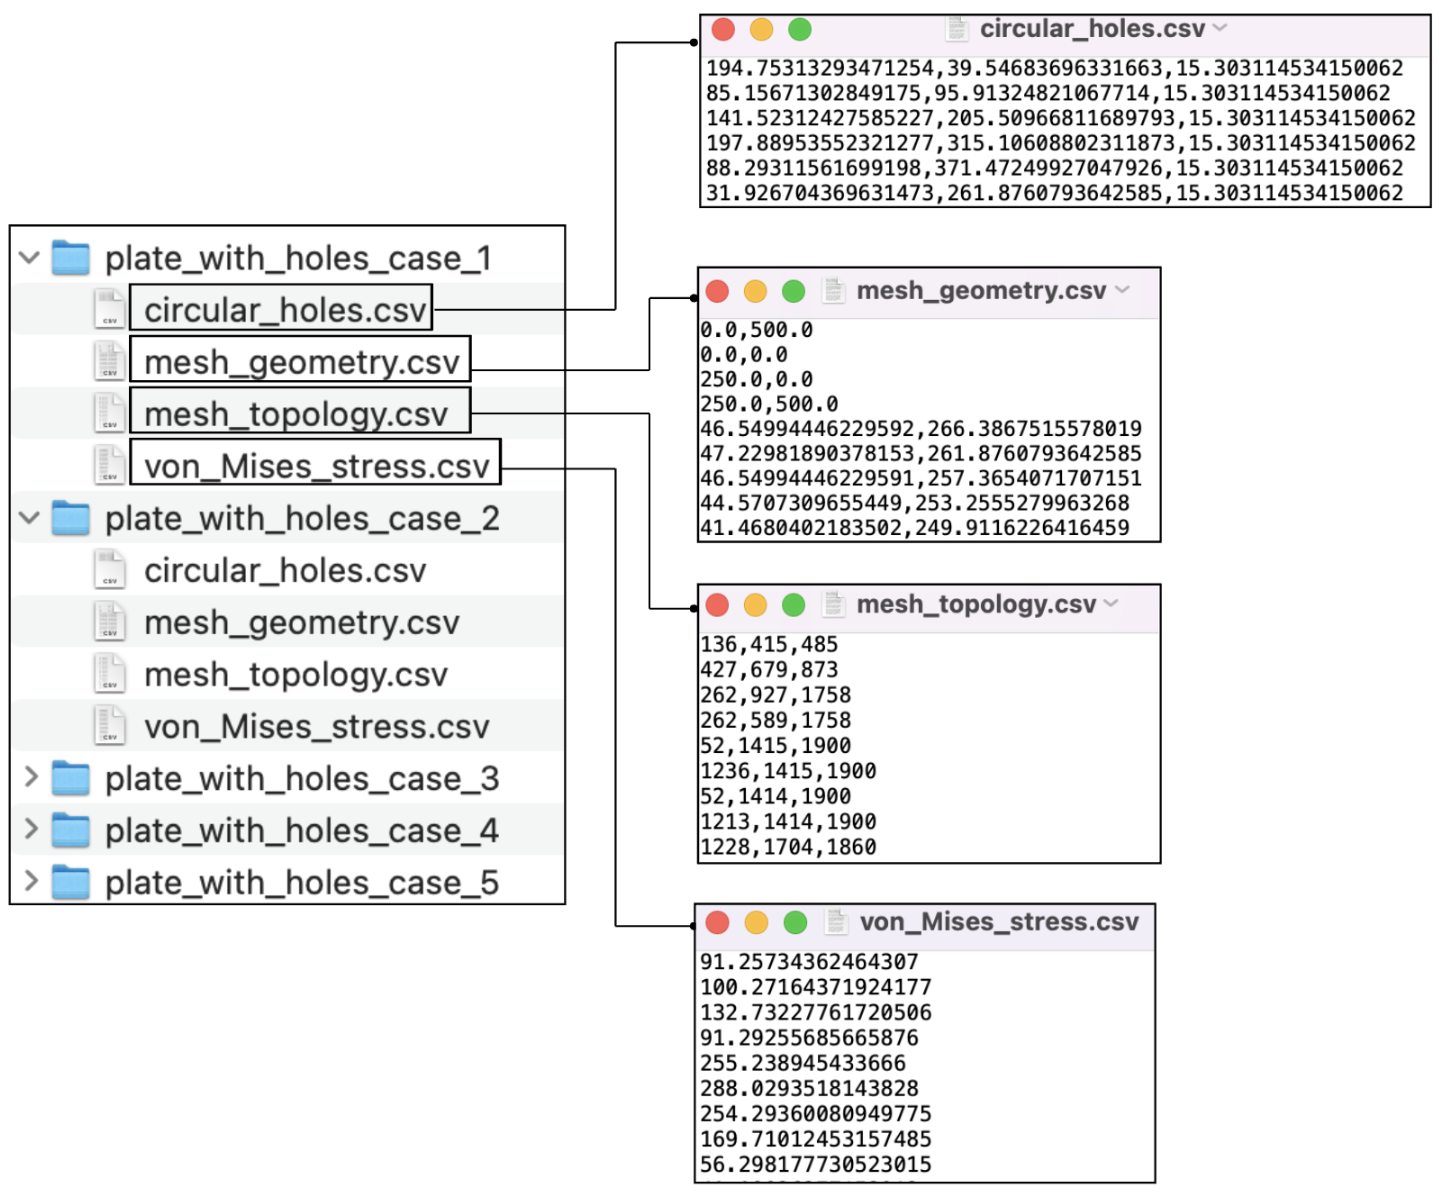 plate_with_holes_case_1
circular_holes.csv
mesh_geometry.csv
mesh_topology.csv
von_Mises_stress.csv
plate_with_holes_case_2
circular_holes.csv
mesh_geometry.csv
mesh_topology.csv
von_Mises_stress.csv
plate_with_holes_case_3
plate_with_holes_case_4
plate_with_holes_case_5
circular_holes.csv
194.75313293471254,39.54683696331663,15.303114534150062
85.15671302849175,95.91324821067714,15.303114534150062
141.52312427585227,205.50966811689793,15.303114534150062
197.88953552321277,315.10608802311873,15.303114534150062
88.29311561699198,371.47249927047926,15.303114534150062
31.926704369631473,261.8760793642585,15.303114534150062
mesh_geometry.csv
0.0,500.0
0.0,0.0
250.0,0.0
250.0,500.0
46.54994446229592,266.3867515578019
47.22981890378153,261.8760793642585
46.54994446229591,257.3654071707151
44.5707309655449,253.2555279963268
41.4680402183502,249.9116226416459
mesh_topology.csv
136,415,485
427,679,873
262,927,1758
262,589,1758
52,1415,1900
1236,1415,1900
52,1414,1900
1213,1414,1900
1228,1704,1860
von_Mises_stress.csv
91.25734362464307
100.27164371924177
132.73227761720506
91.29255685665876
255.238945433666
288.0293518143828
254.29360080949775
169.71012453157485
56.298177730523015